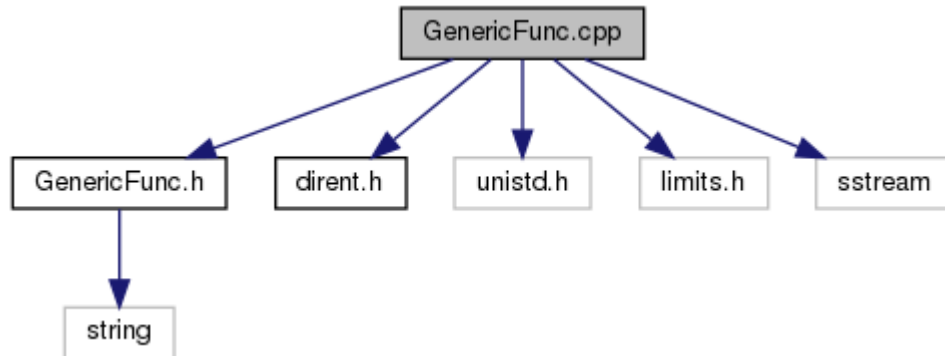 GenericFunc.cpp
GenericFunc.h
dirent.h
unistd.h
limits.h
sstream
string